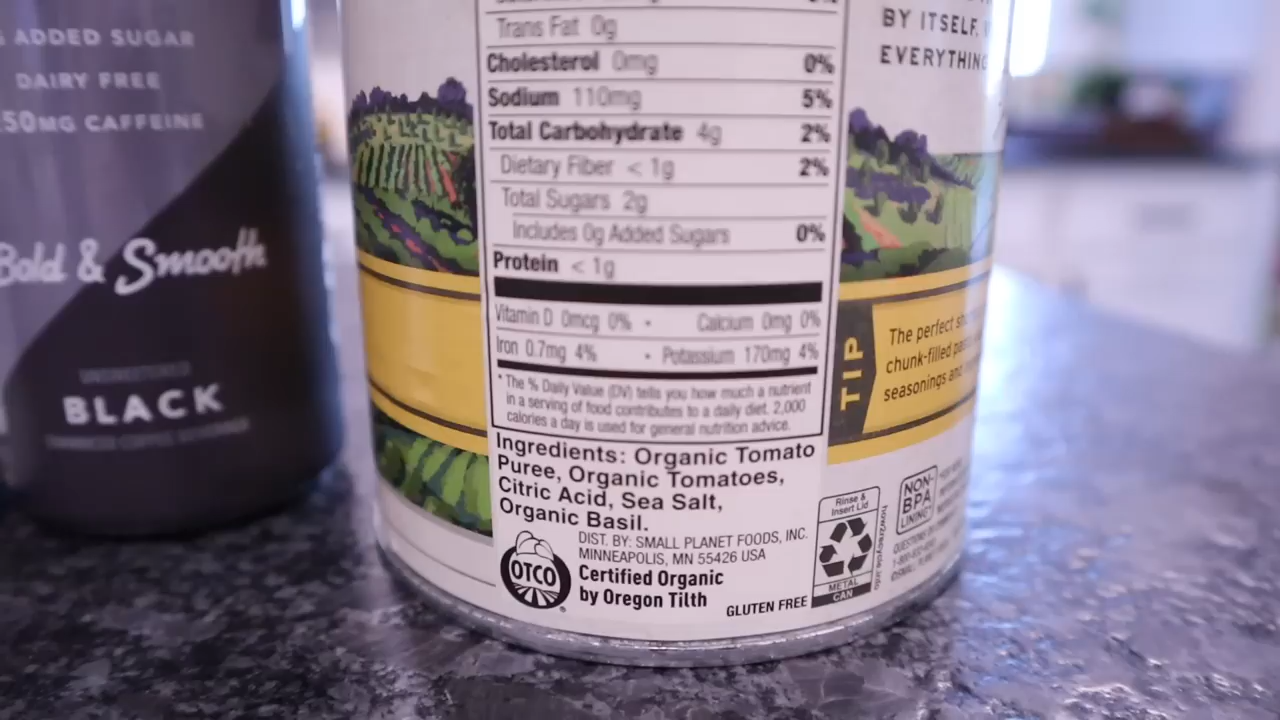 ADDED SUGAR
DAIRY FREE
50MG CAFFEINE
Bold & Smooth
UNSWEETENED
BLACK
Trans Fat 0g
Cholesterol 0mg 0%
Sodium 110mg 5%
Total Carbohydrate 4g 2%
Dietary Fiber < 1g 2%
Total Sugars 2g
Includes 0g Added Sugars 0%
Protein < 1g
Vitamin D 0mcg 0% • Calcium 0mg 0%
Iron 0.7mg 4% • Potassium 170mg 4%
*The % Daily Value (DV) tells you how much a nutrient
in a serving of food contributes to a daily diet. 2,000
calories a day is used for general nutrition advice.
Ingredients: Organic Tomato
Puree, Organic Tomatoes,
Citric Acid, Sea Salt,
Organic Basil.
DIST. BY: SMALL PLANET FOODS, INC.
MINNEAPOLIS, MN 55426 USA
OTCO
Certified Organic
by Oregon Tilth
GLUTEN FREE
BY ITSELF,
EVERYTHING
TIP
The perfect
chunk-filled
seasonings and
Rinse &
Insert Lid
METAL
CAN
how2recycle.info
NON-
BPA
LINING